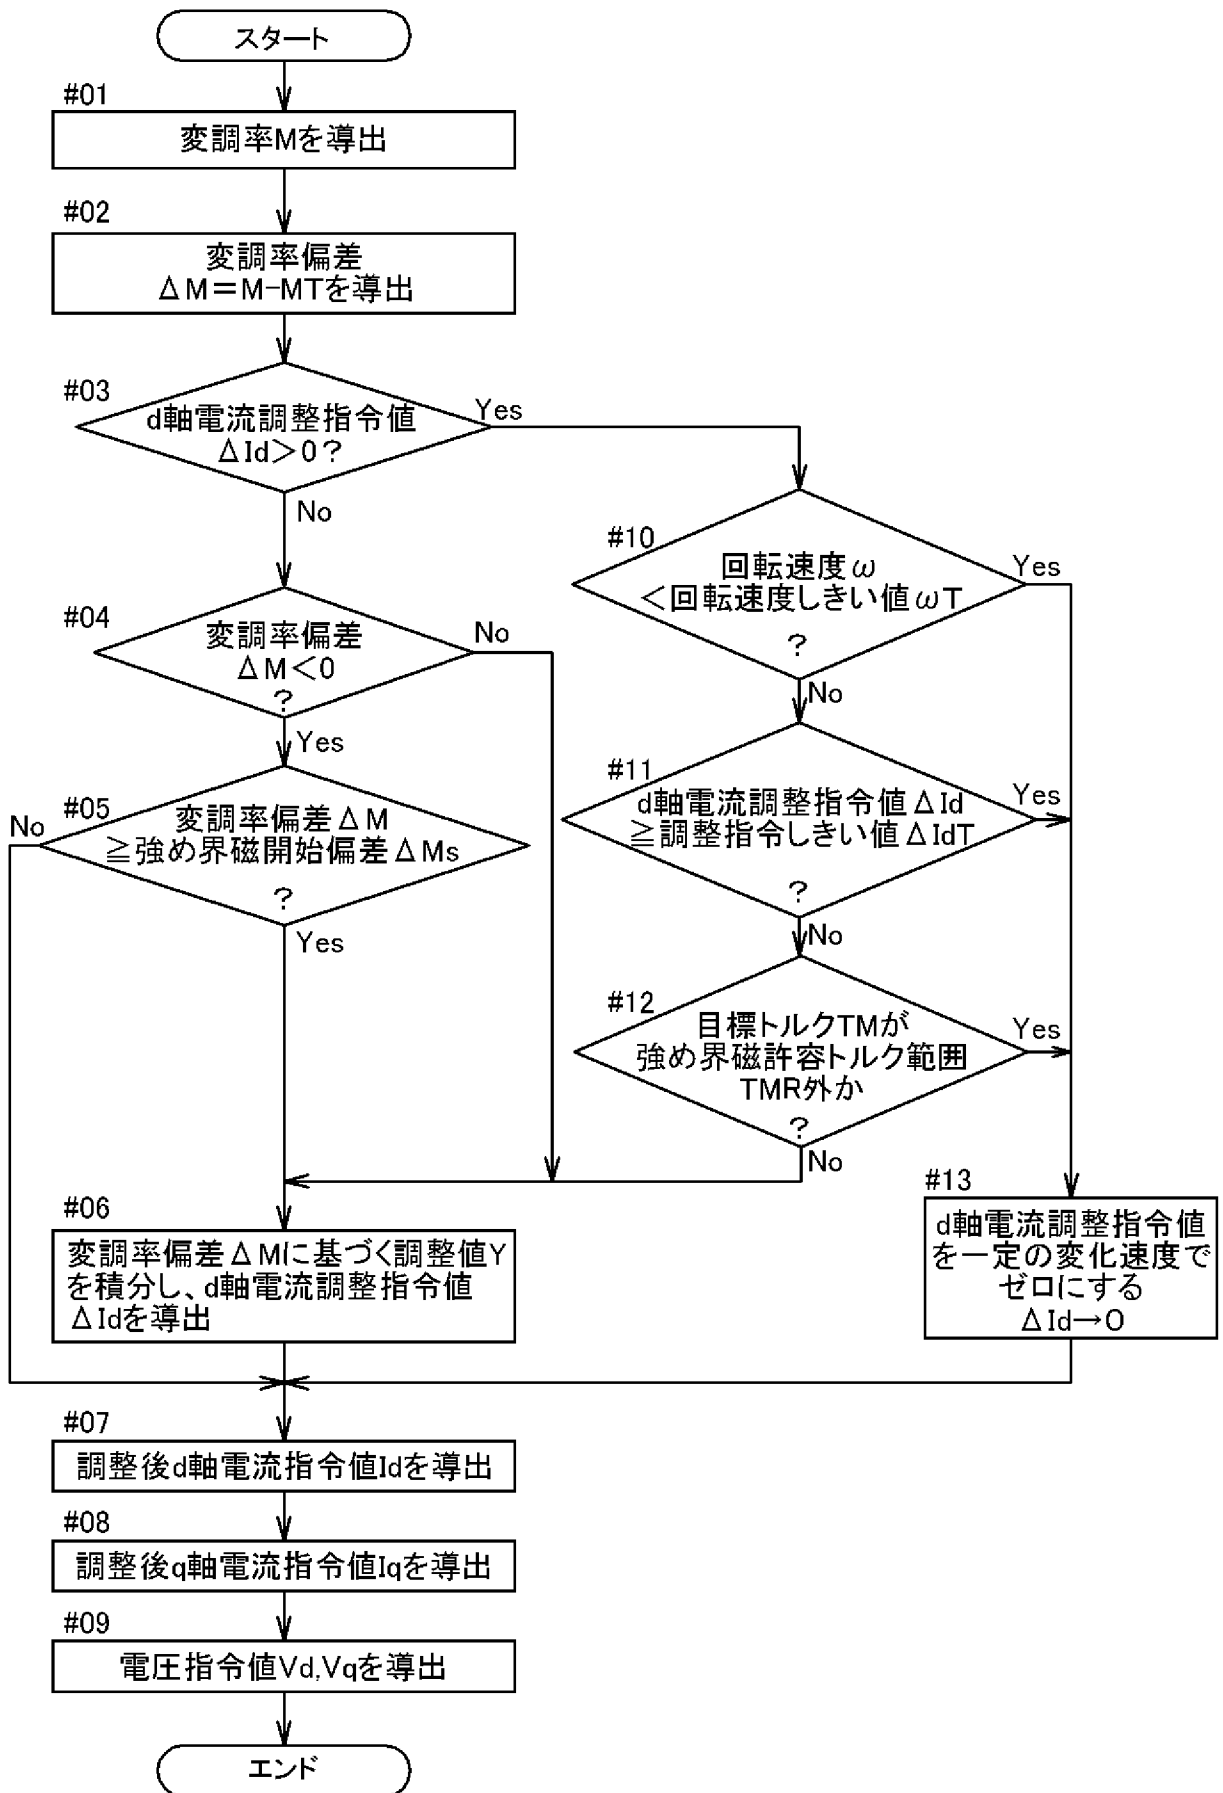 スタート
#01
変調率Mを導出
#02
変調率偏差
ΔM=M-MTを導出
#03
d軸電流調整指令値
ΔId>0?
Yes
No
#04
変調率偏差
ΔM<0
?
No
Yes
#05
変調率偏差ΔM
≧強め界磁開始偏差ΔMs
?
No
Yes
#10
回転速度ω
<回転速度しきい値ωT
?
Yes
No
#11
d軸電流調整指令値ΔId
≧調整指令しきい値ΔIdT
?
Yes
No
#12
目標トルクTMが
強め界磁許容トルク範囲
TMR外か
?
Yes
No
#13
d軸電流調整指令値
を一定の変化速度で
ゼロにする
ΔId→0
#06
変調率偏差ΔMに基づく調整値Y
を積分し、d軸電流調整指令値
ΔIdを導出
#07
調整後d軸電流指令値Idを導出
#08
調整後q軸電流指令値Iqを導出
#09
電圧指令値Vd,Vqを導出
エンド